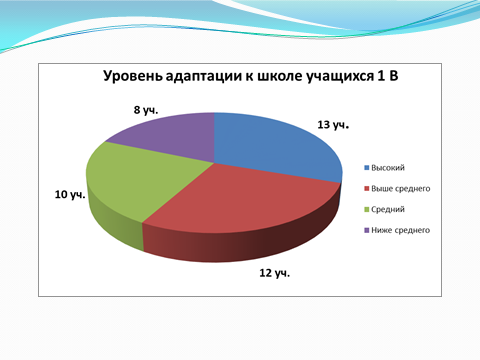 Уровень адаптации к школе учащихся 1 В
8 уч.
13 уч.
10 уч.
12 уч.
Высокий
Выше среднего
Средний
Ниже среднего